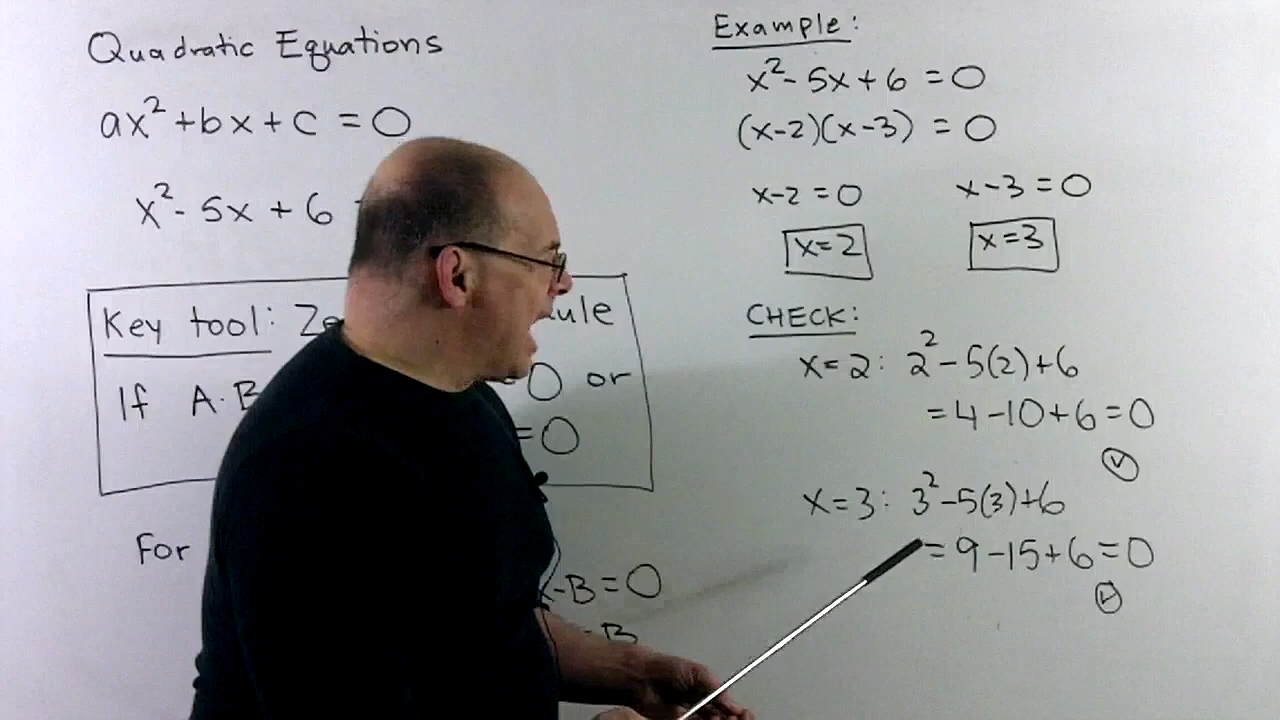 Quadratic Equations
ax² + bx + c = 0
x² - 5x + 6
Key tool:
If A·B = 0 or
= 0
For
x-B=0
B
Example:
x² - 5x + 6 = 0
(x-2)(x-3) = 0
x-2=0 x-3=0
x=2 x=3
CHECK:
x=2: 2² - 5(2)+6
= 4 -10 +6 = 0
x=3: 3² - 5(3)+6
= 9 -15 +6 = 0